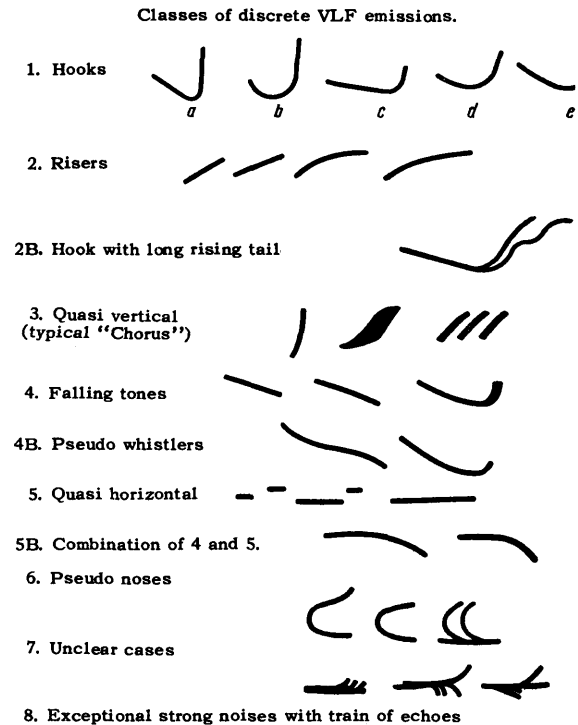 Classes of discrete VLF emissions.
1. Hooks
a b c d e
2. Risers
2B. Hook with long rising tail
3. Quasi vertical
(typical "Chorus")
4. Falling tones
4B. Pseudo whistlers
5. Quasi horizontal
5B. Combination of 4 and 5.
6. Pseudo noses
7. Unclear cases
8. Exceptional strong noises with train of echoes